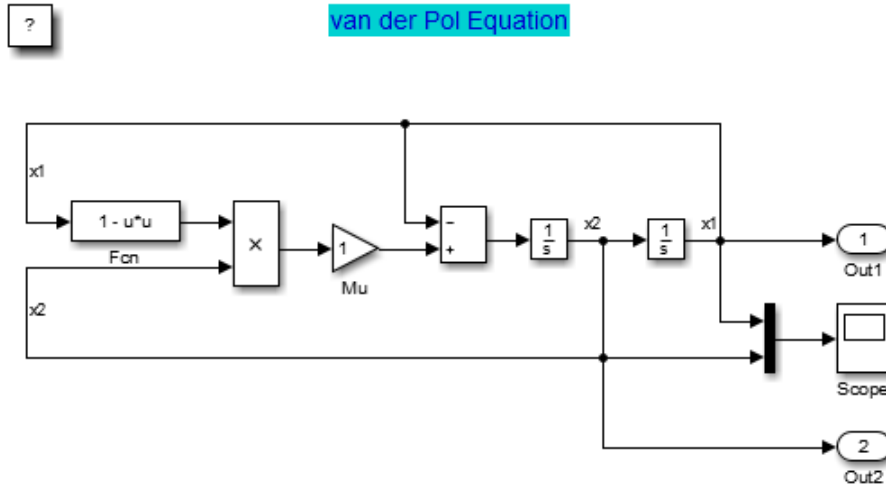 ?
van der Pol Equation
x1
1 - u*u
Fcn
×
1
Mu
−
+
1
s
x2
1
s
x1
1
Out1
x2
Scope
2
Out2